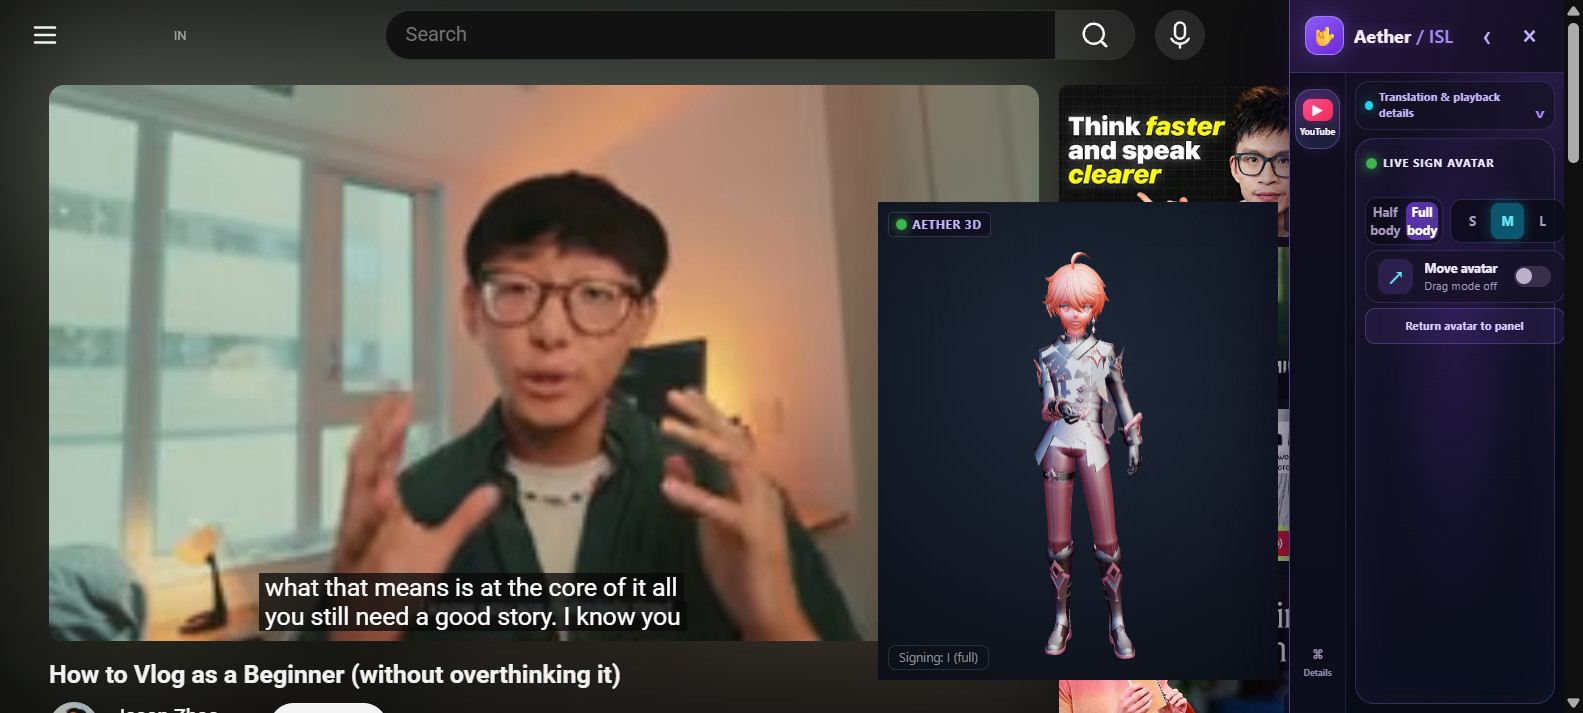 IN
Search
Aether / ISL
YouTube
Translation & playback
details
LIVE SIGN AVATAR
Half
body
Full
body
S
M
L
Move avatar
Drag mode off
Return avatar to panel
Details
Think faster
and speak
clearer
AETHER 3D
Signing: I (full)
what that means is at the core of it all
you still need a good story. I know you
How to Vlog as a Beginner (without overthinking it)